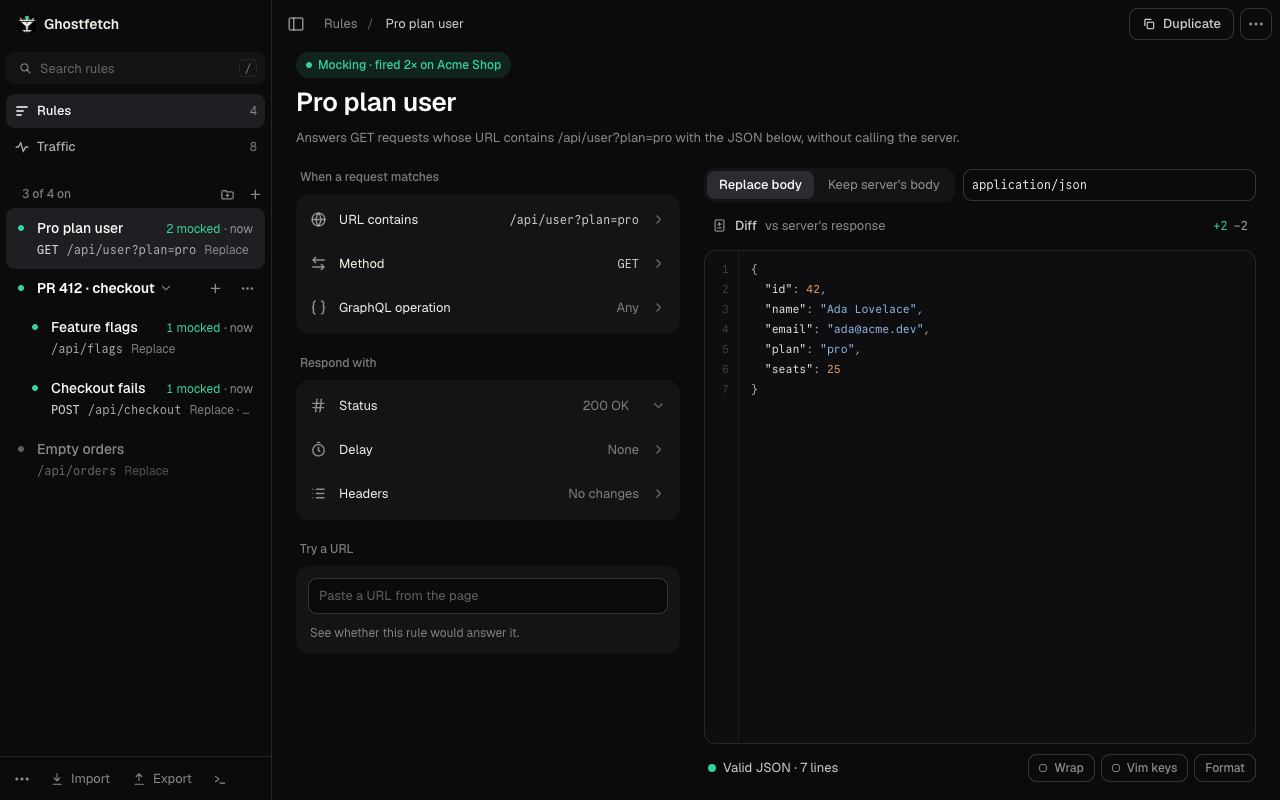 Ghostfetch
Search rules /
Rules 4
Traffic 8
3 of 4 on
Pro plan user 2 mocked · now
GET /api/user?plan=pro Replace
PR 412 · checkout
Feature flags 1 mocked · now
/api/flags Replace
Checkout fails 1 mocked · now
POST /api/checkout Replace · …
Empty orders
/api/orders Replace
Import Export
Rules / Pro plan user
Duplicate
Mocking · fired 2× on Acme Shop
Pro plan user
Answers GET requests whose URL contains /api/user?plan=pro with the JSON below, without calling the server.
When a request matches
URL contains /api/user?plan=pro
Method GET
GraphQL operation Any
Respond with
Status 200 OK
Delay None
Headers No changes
Try a URL
Paste a URL from the page
See whether this rule would answer it.
Replace body Keep server's body application/json
Diff vs server's response +2 −2
1 {
2 "id": 42,
3 "name": "Ada Lovelace",
4 "email": "ada@acme.dev",
5 "plan": "pro",
6 "seats": 25
7 }
Valid JSON · 7 lines
Wrap Vim keys Format